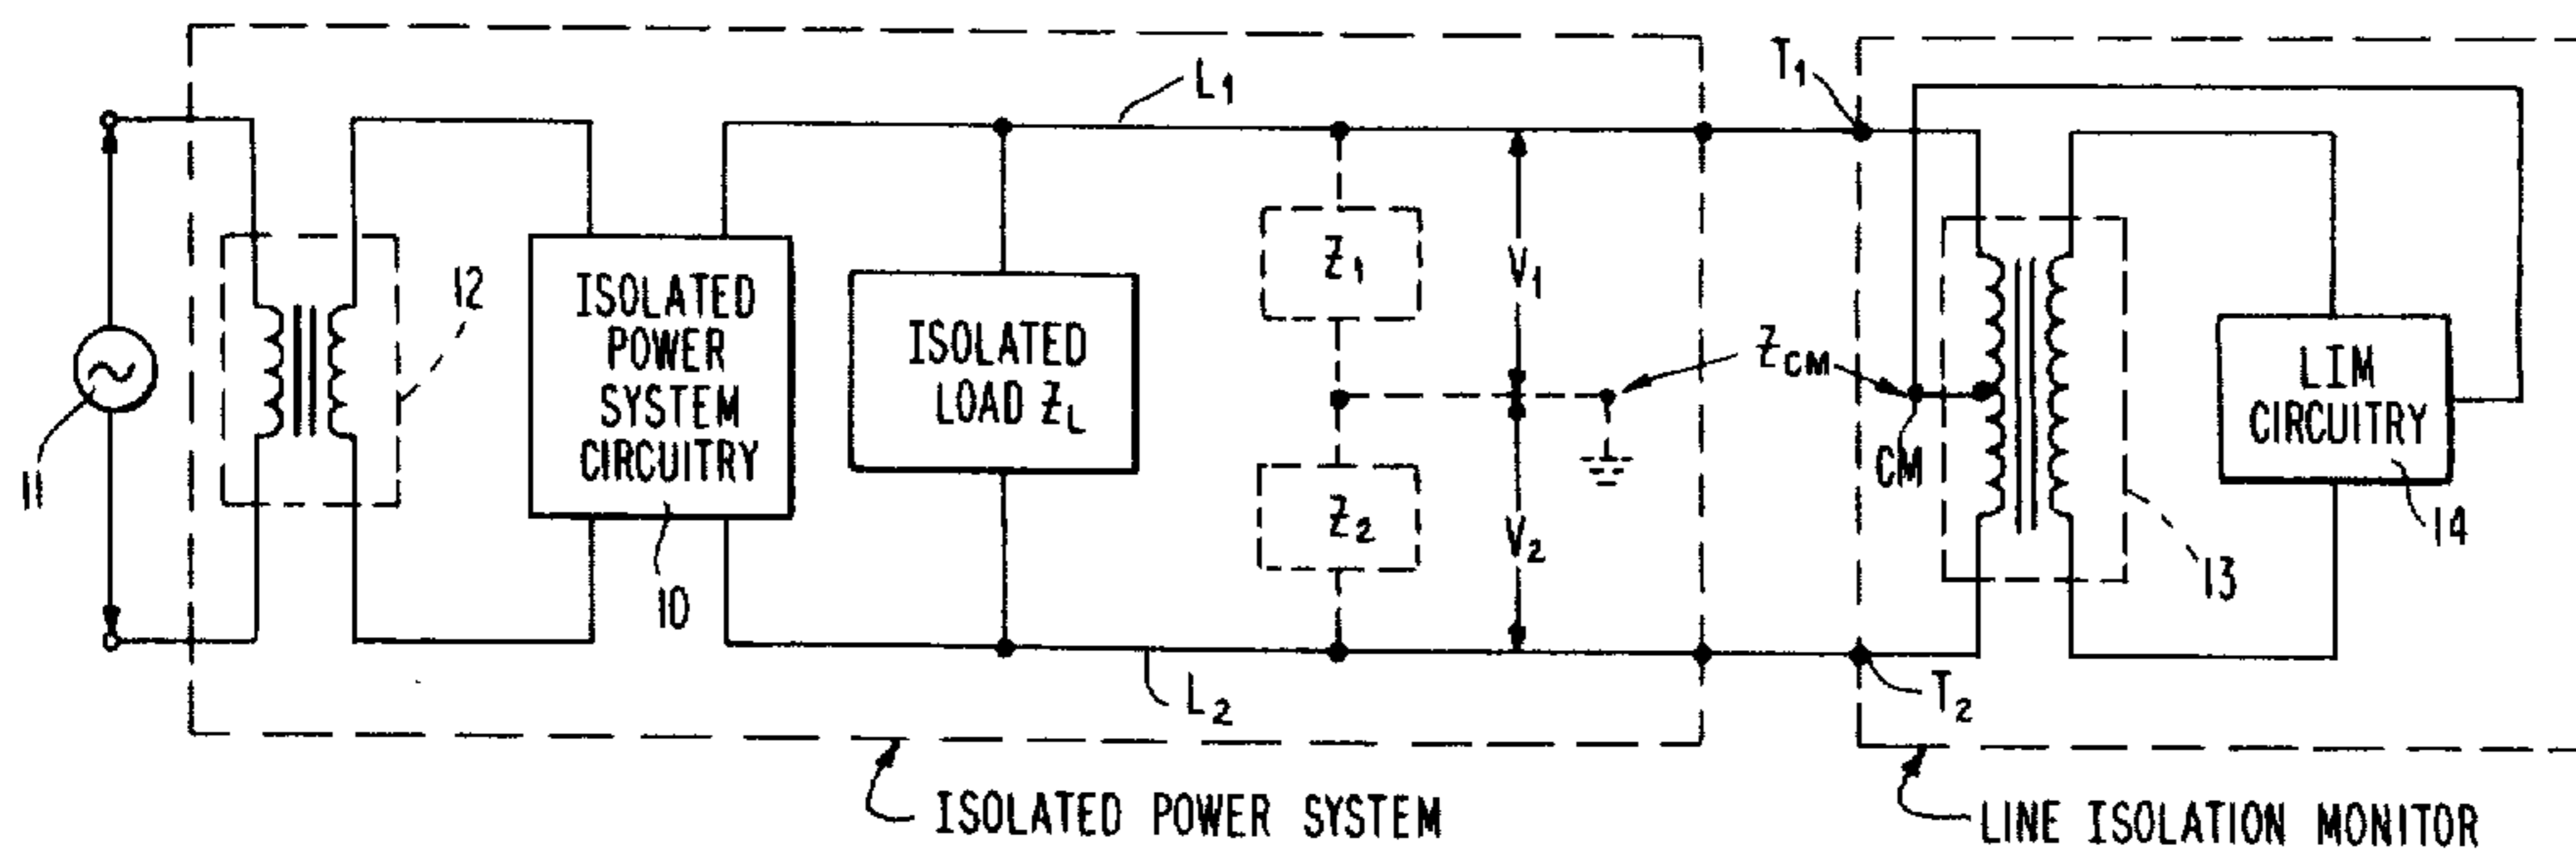 L1
T1
12
ISOLATED
POWER
SYSTEM
CIRCUITRY
10
ISOLATED
LOAD ZL
Z1
Z2
V1
V2
ZCM
CM
LIM
CIRCUITRY
14
13
11
L2
T2
ISOLATED POWER SYSTEM
LINE ISOLATION MONITOR